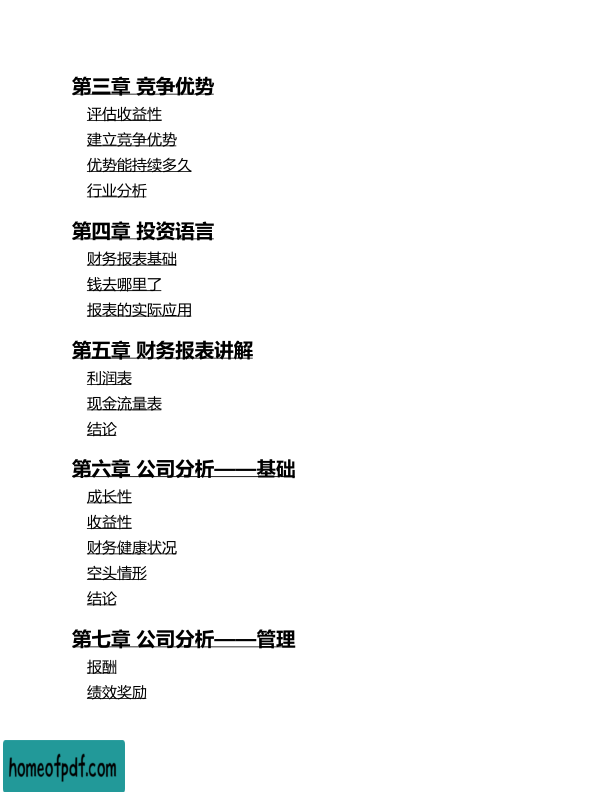 第三章 竞争优势
评估收益性
建立竞争优势
优势能持续多久
行业分析
第四章 投资语言
财务报表基础
钱去哪里了
报表的实际应用
第五章 财务报表讲解
利润表
现金流量表
结论
第六章 公司分析——基础
成长性
收益性
财务健康状况
空头情形
结论
第七章 公司分析——管理
报酬
绩效奖励
homeofpdf.com